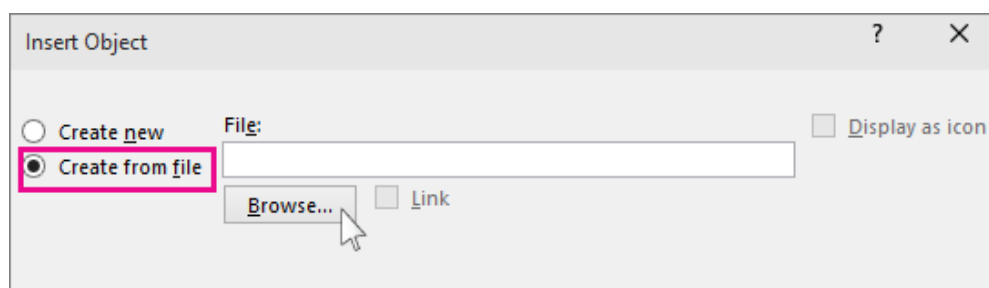 Insert Object ? ×
Create new
File:
Display as icon
Create from file
Browse...
Link